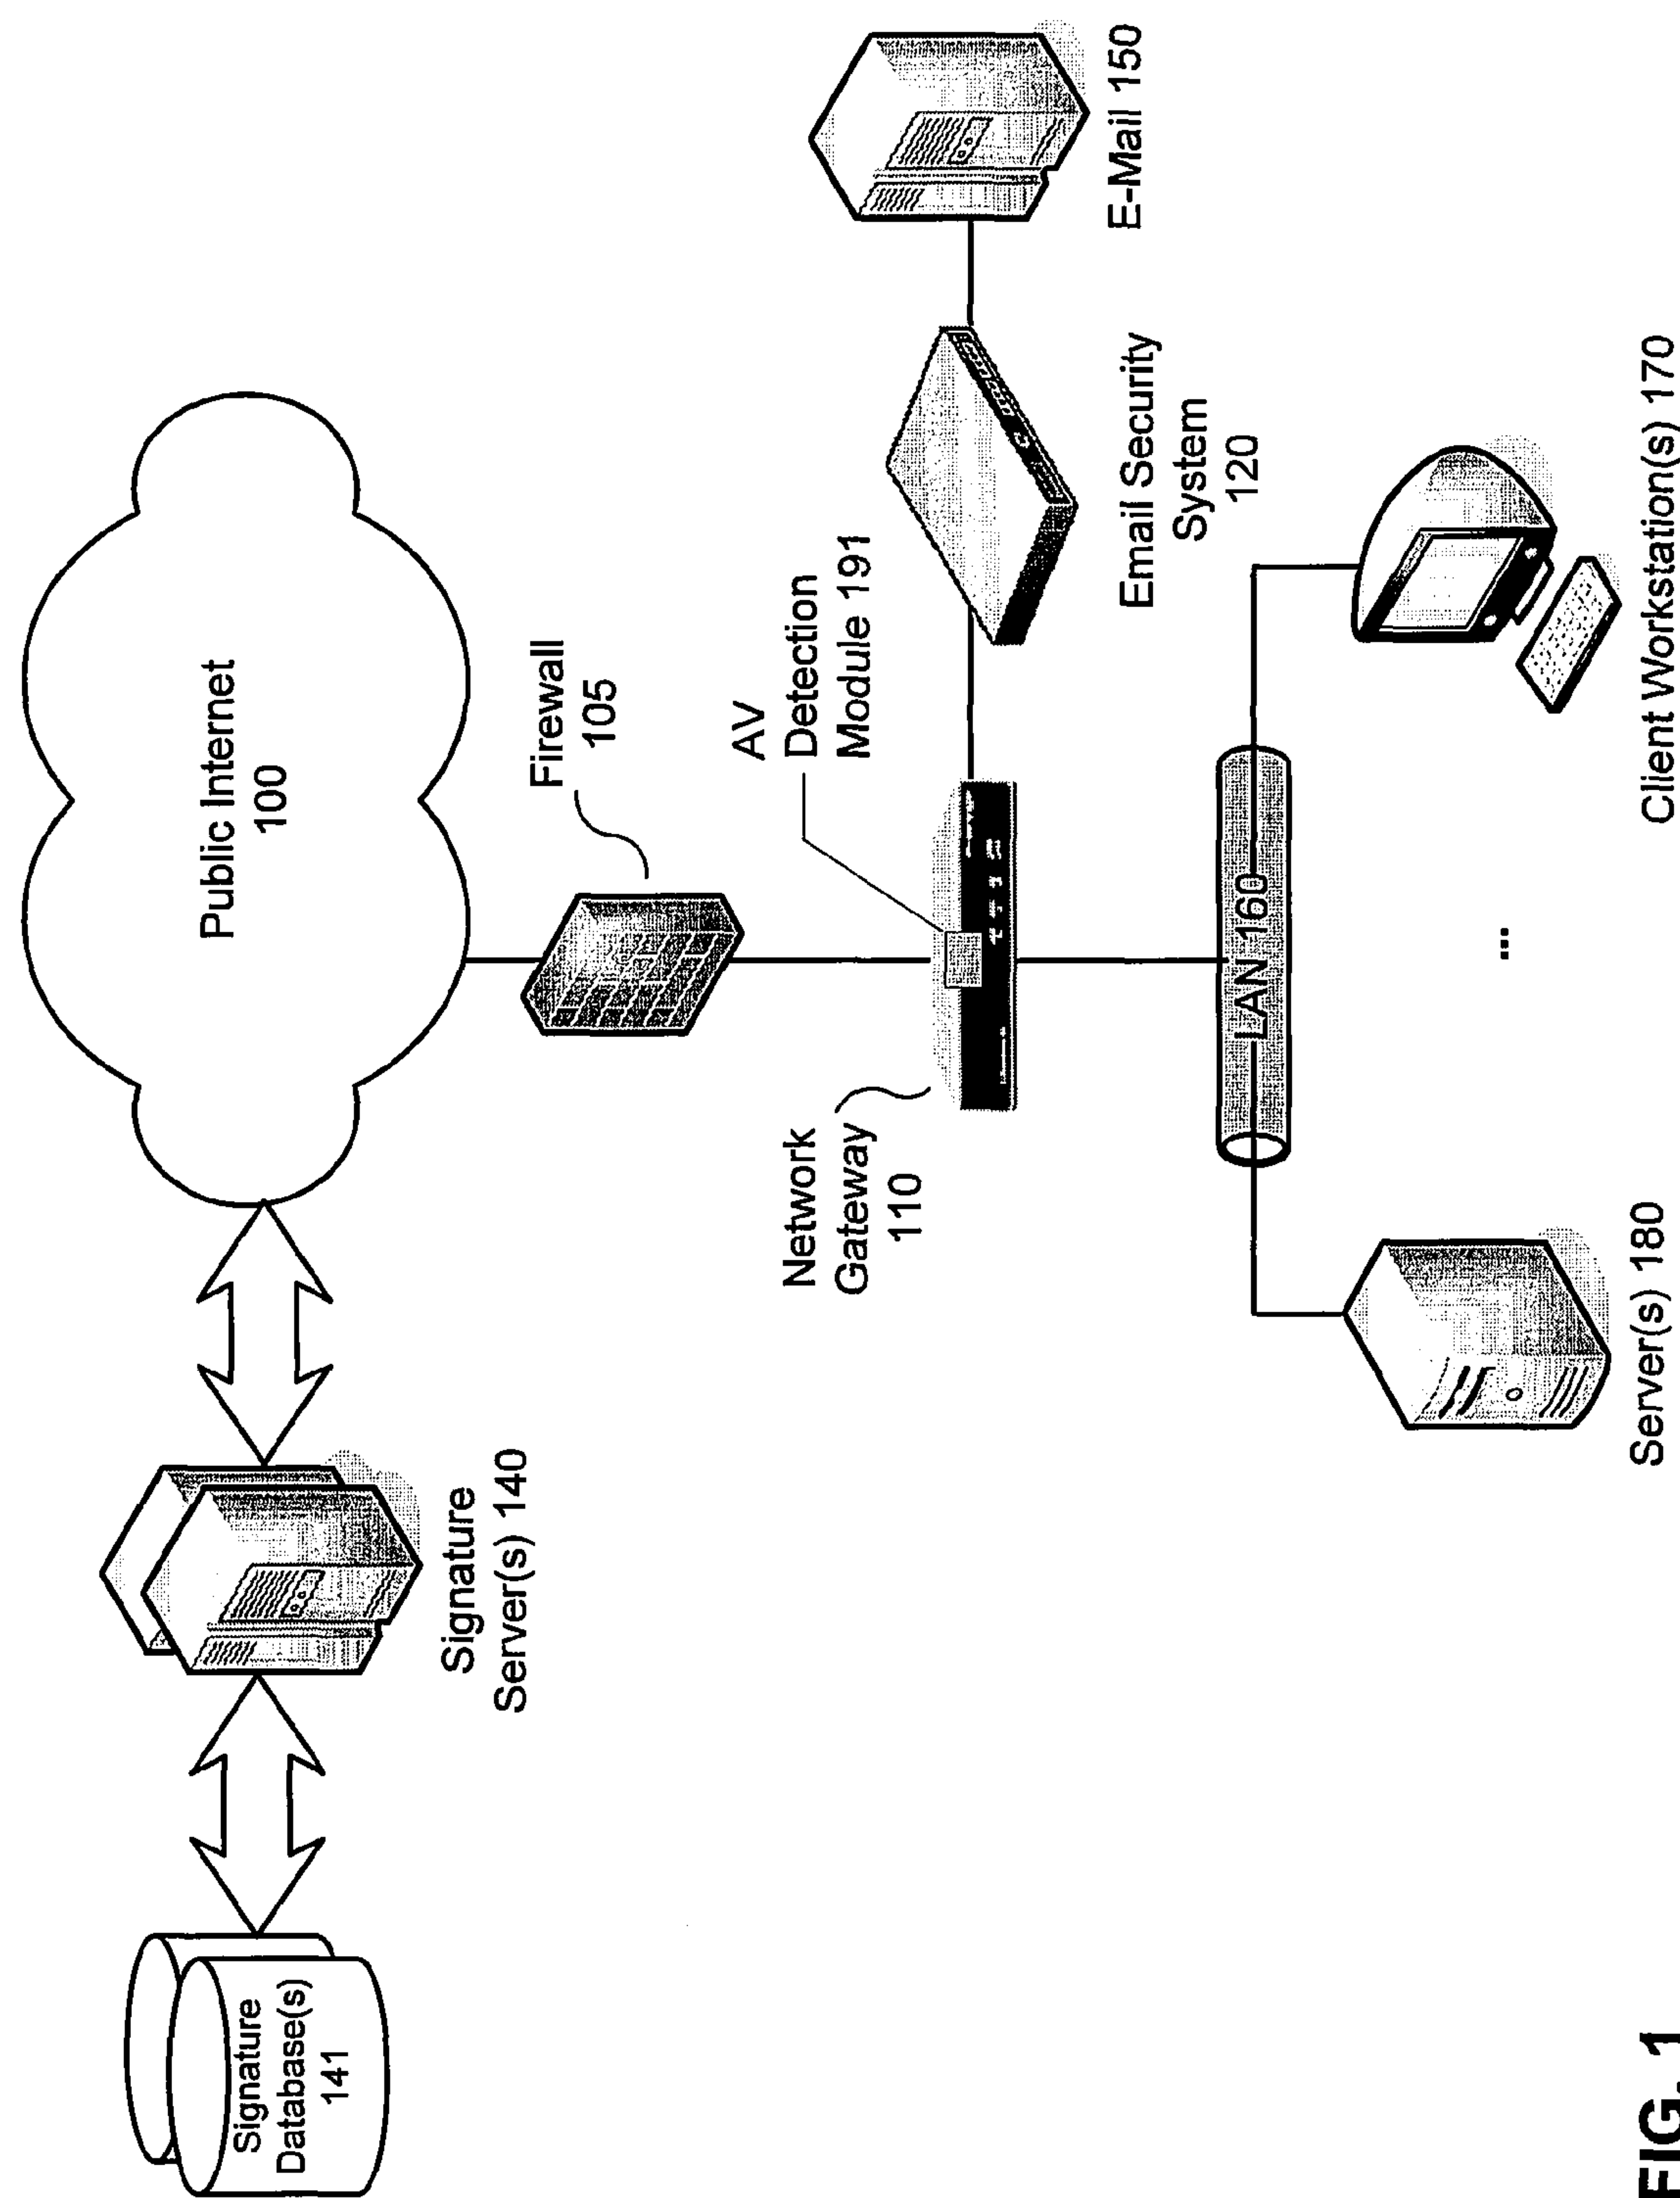 Public Internet
100
Signature
Database(s)
141
Signature
Server(s) 140
Firewall
105
AV
Detection
Module 191
Network
Gateway
110
E-Mail 150
Email Security
System
120
LAN 160
...
Server(s) 180
Client Workstation(s) 170
FIG. 1